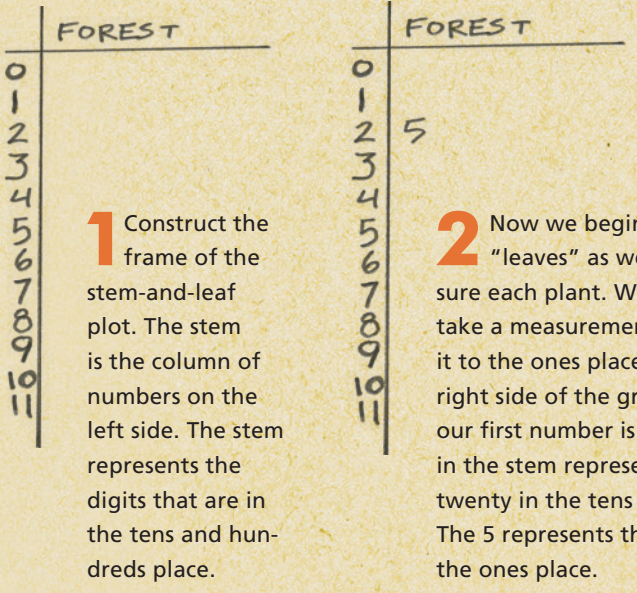 FOREST
0
1
2
3
4
5
6
7
8
9
10
11
1 Construct the
frame of the
stem-and-leaf
plot. The stem
is the column of
numbers on the
left side. The stem
represents the
digits that are in
the tens and hun-
dreds place.
FOREST
0
1
2 5
3
4
5
6
7
8
9
10
11
2 Now we begin
"leaves" as
sure each plant.
take a
it to the ones place
right side of the
our first number is
in the stem
twenty in the tens
The 5 represents
the ones place.